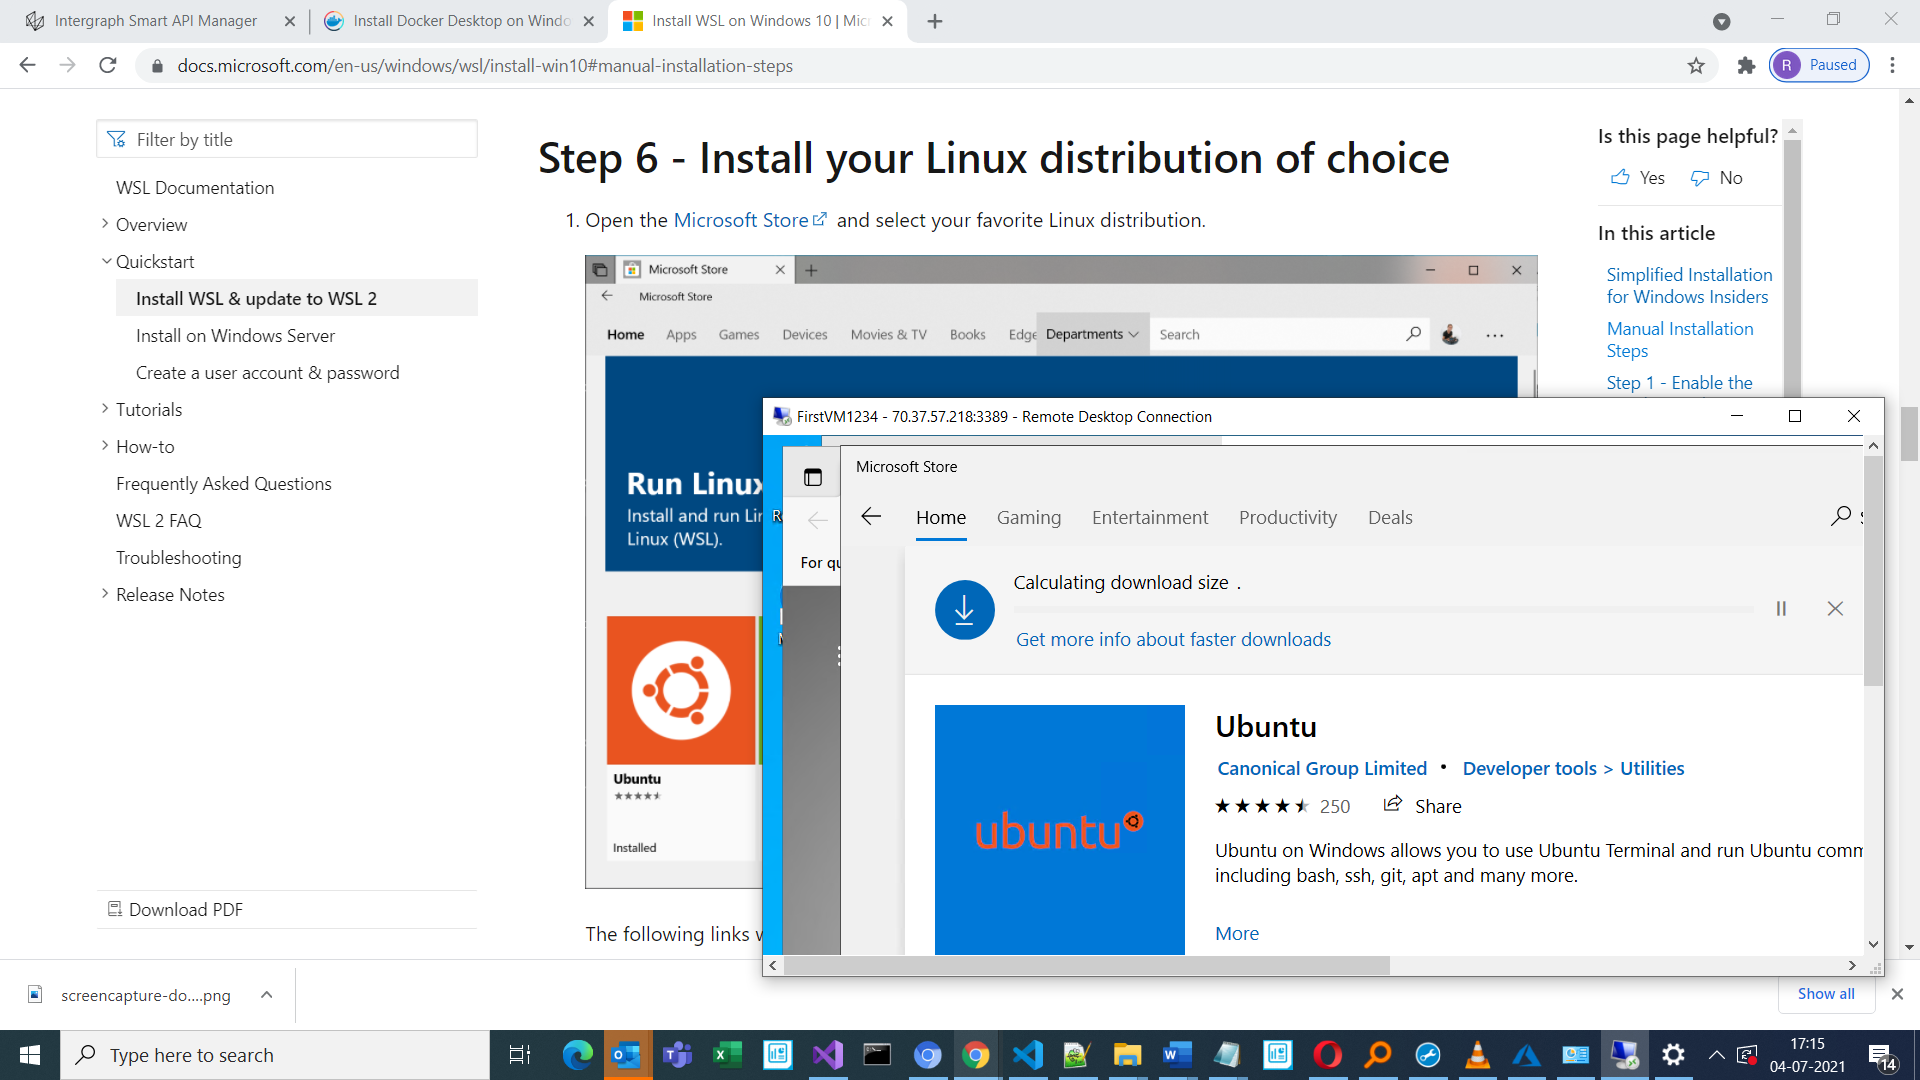 Intergraph Smart API Manager
Install Docker Desktop on Windo
Install WSL on Windows 10 | Micr
docs.microsoft.com/en-us/windows/wsl/install-win10#manual-installation-steps
R Paused
Filter by title
WSL Documentation
Overview
Quickstart
Install WSL & update to WSL 2
Install on Windows Server
Create a user account & password
Tutorials
How-to
Frequently Asked Questions
WSL 2 FAQ
Troubleshooting
Release Notes
Download PDF
Step 6 - Install your Linux distribution of choice
1. Open the Microsoft Store and select your favorite Linux distribution.
Microsoft Store
Microsoft Store
Home Apps Games Devices Movies & TV Books Edge Departments Search
Run Linux
Install and run Lin
Linux (WSL).
Ubuntu
Installed
The following links w
Is this page helpful?
Yes No
In this article
Simplified Installation
for Windows Insiders
Manual Installation
Steps
Step 1 - Enable the
FirstVM1234 - 70.37.57.218:3389 - Remote Desktop Connection
For qu
Microsoft Store
Home Gaming Entertainment Productivity Deals
Calculating download size .
Get more info about faster downloads
ubuntu
Ubuntu
Canonical Group Limited • Developer tools > Utilities
250 Share
Ubuntu on Windows allows you to use Ubuntu Terminal and run Ubuntu comm
including bash, ssh, git, apt and many more.
More
screencapture-do....png
Show all
Type here to search
17:15
04-07-2021
14